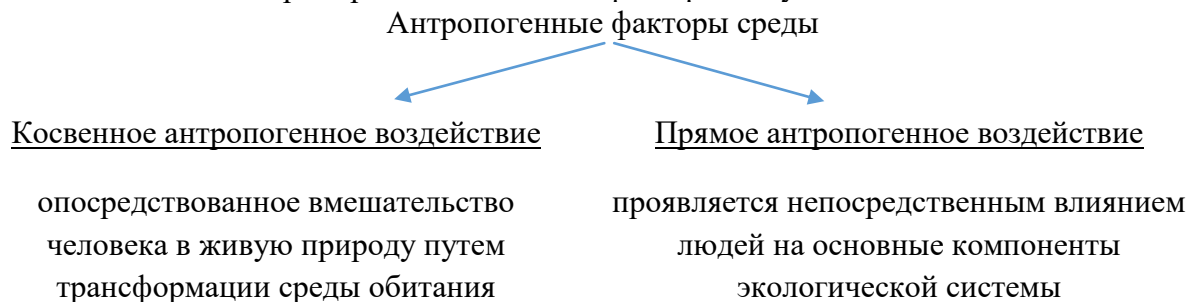 Антропогенные факторы среды
Косвенное антропогенное воздействие
Прямое антропогенное воздействие
опосредствованное вмешательство
человека в живую природу путем
трансформации среды обитания
проявляется непосредственным влиянием
людей на основные компоненты
экологической системы